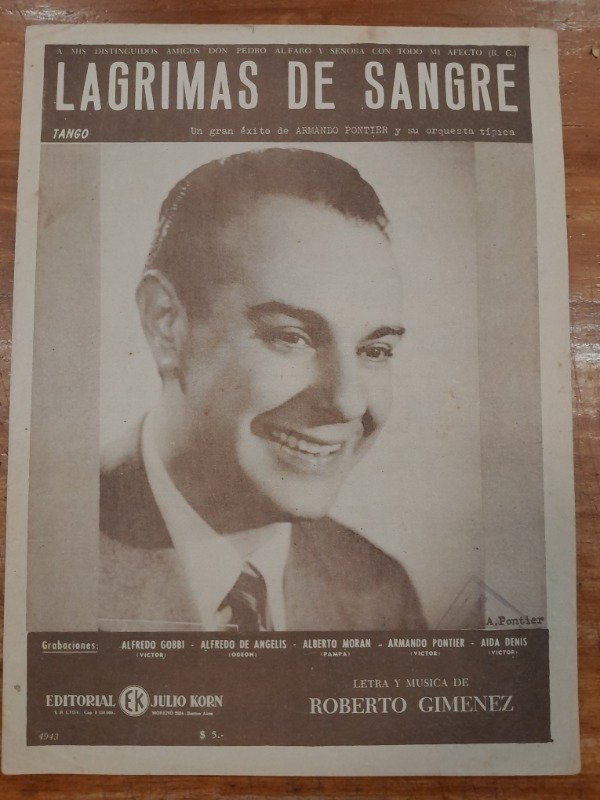 A MIS DISTINGUIDOS AMIGOS DON PEDRO ALFARO Y SEÑORA CON TODO MI AFECTO (R. G.)
LAGRIMAS DE SANGRE
TANGO
Un gran éxito de ARMANDO PONTIER y su orquesta típica
A. Pontier
Grabaciones: ALFREDO GOBBI - ALFREDO DE ANGELIS - ALBERTO MORAN - ARMANDO PONTIER - AIDA DENIS
(VICTOR) (ODEON) (PAMPA) (VICTOR) (VICTOR)
EDITORIAL EK JULIO KORN
MORENO Buenos Aires
LETRA Y MUSICA DE
ROBERTO GIMENEZ
4943
$ 5.-